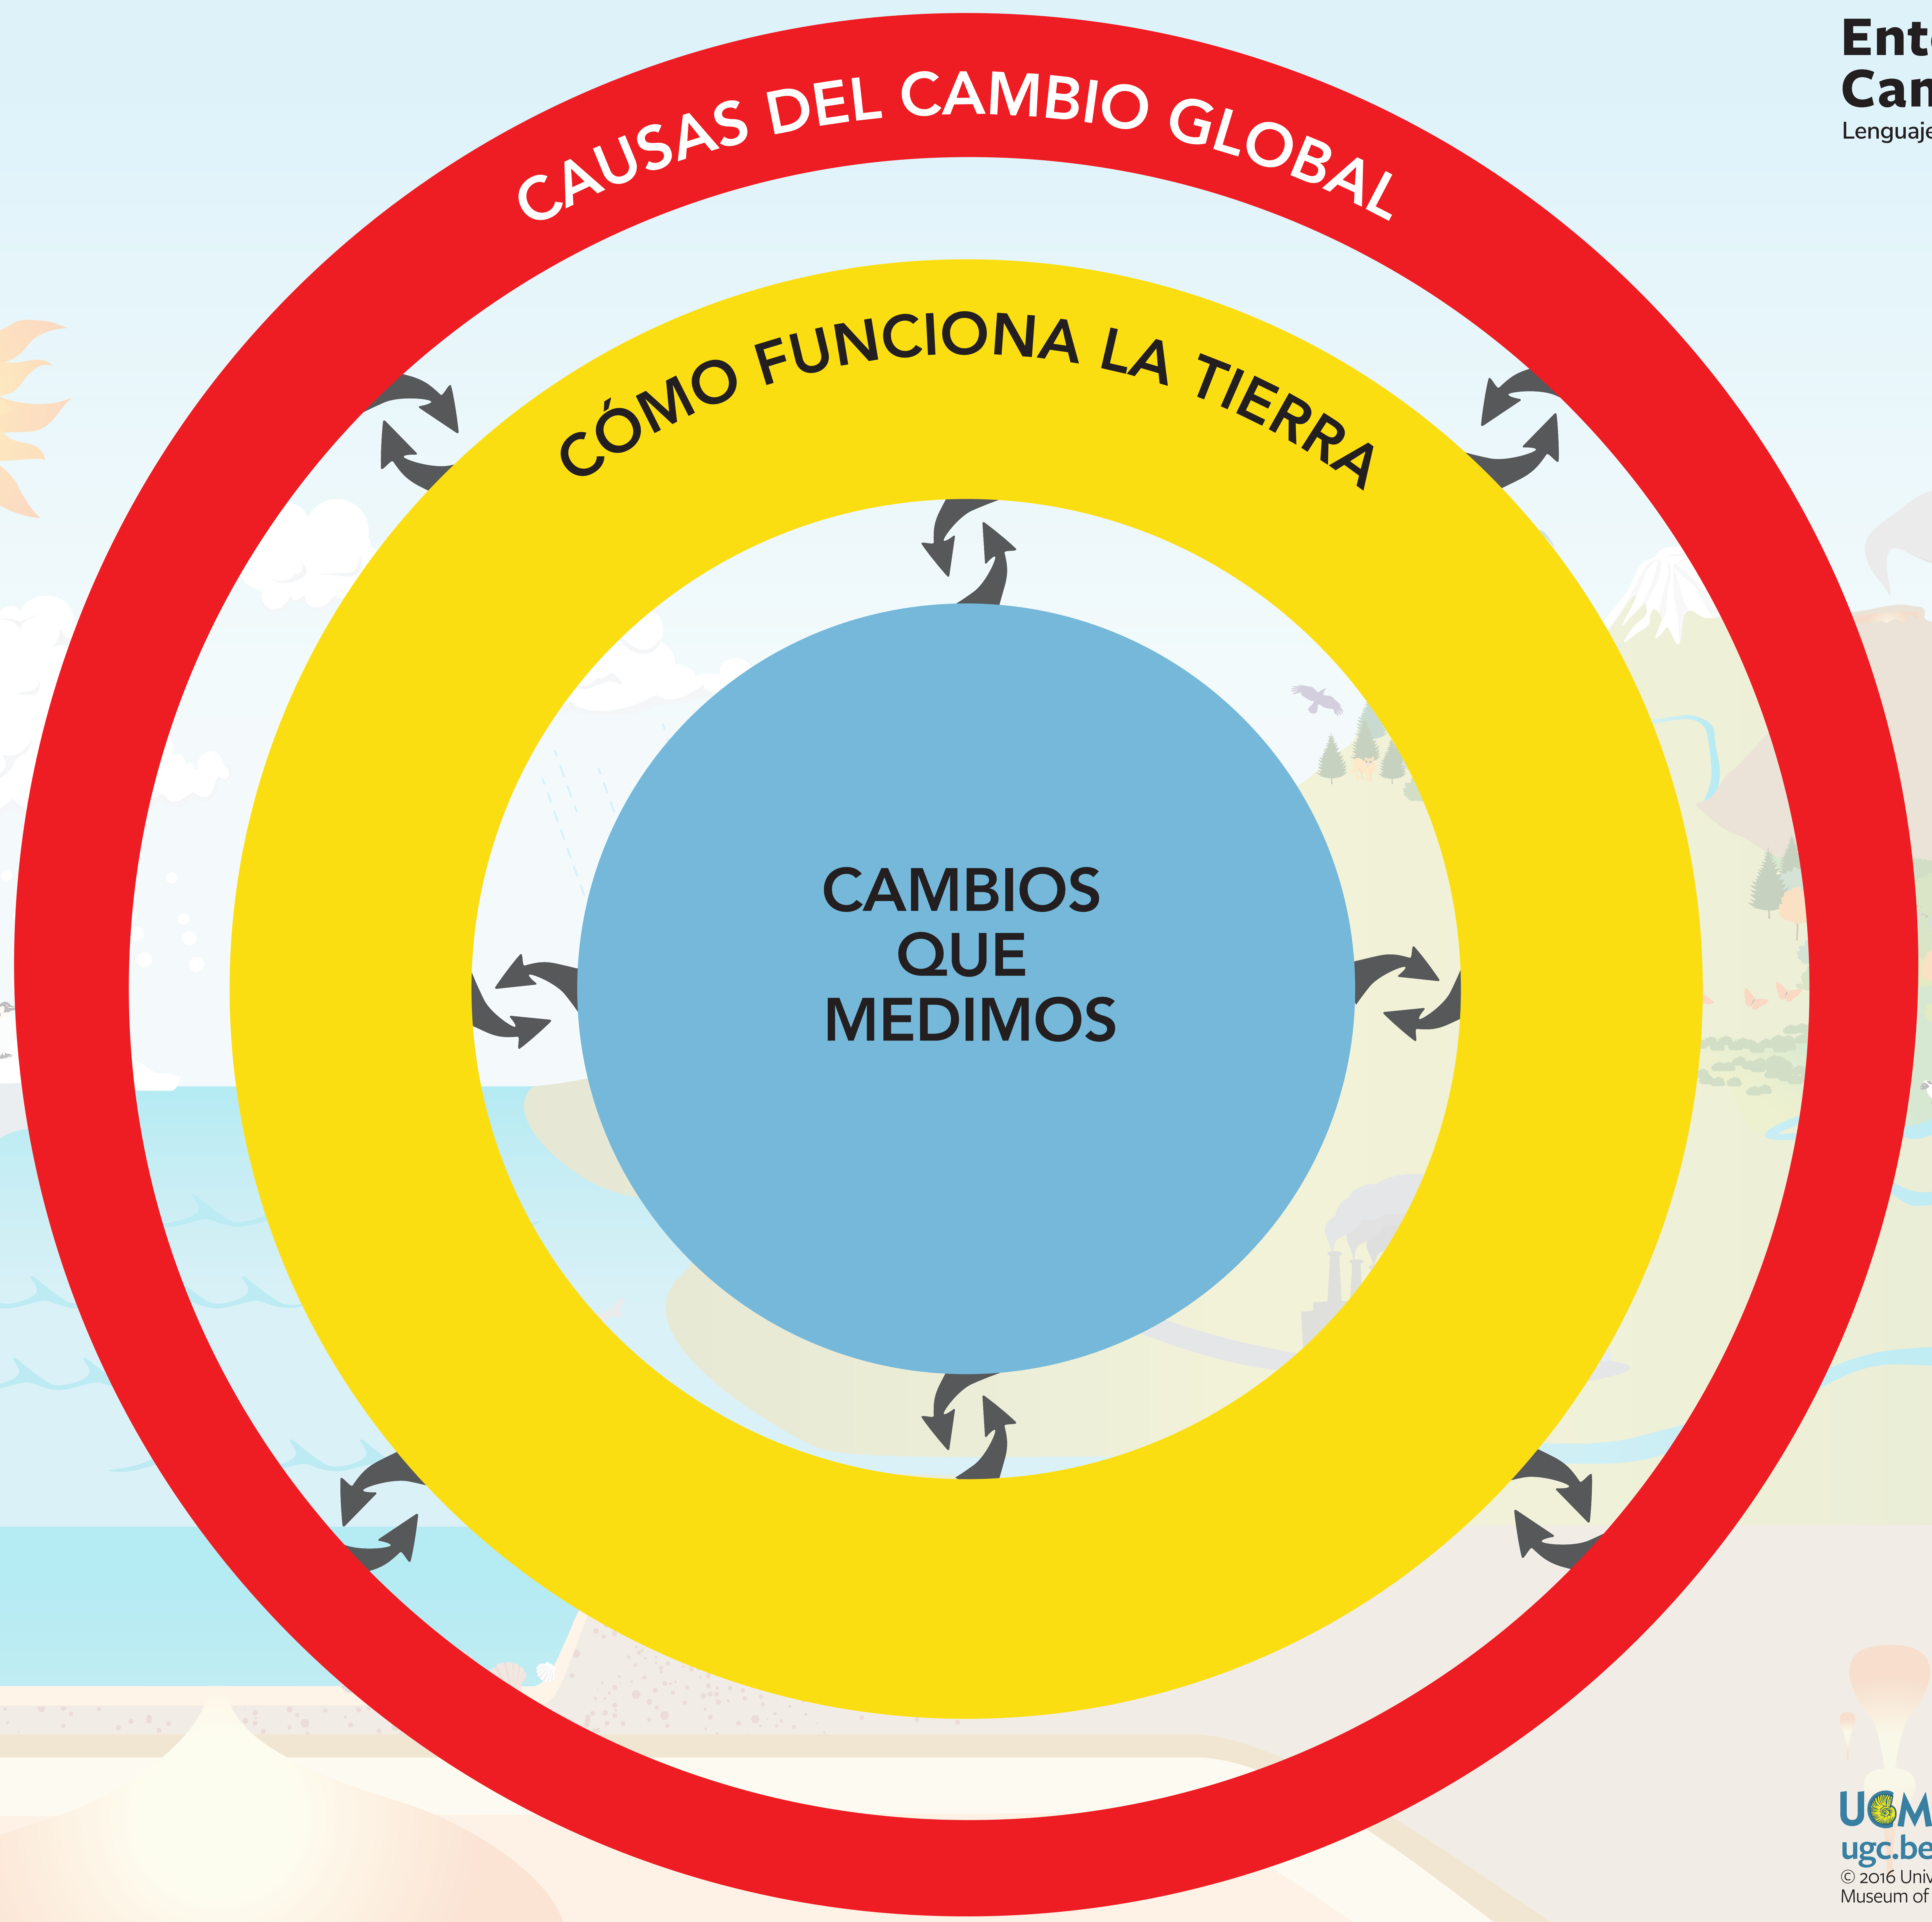 CAUSAS DEL CAMBIO GLOBAL
CÓMO FUNCIONA LA TIERRA
CAMBIOS
QUE
MEDIMOS
Ent
Can
Lenguaje
UCM
ugc.be
© 2016 Univ
Museum of